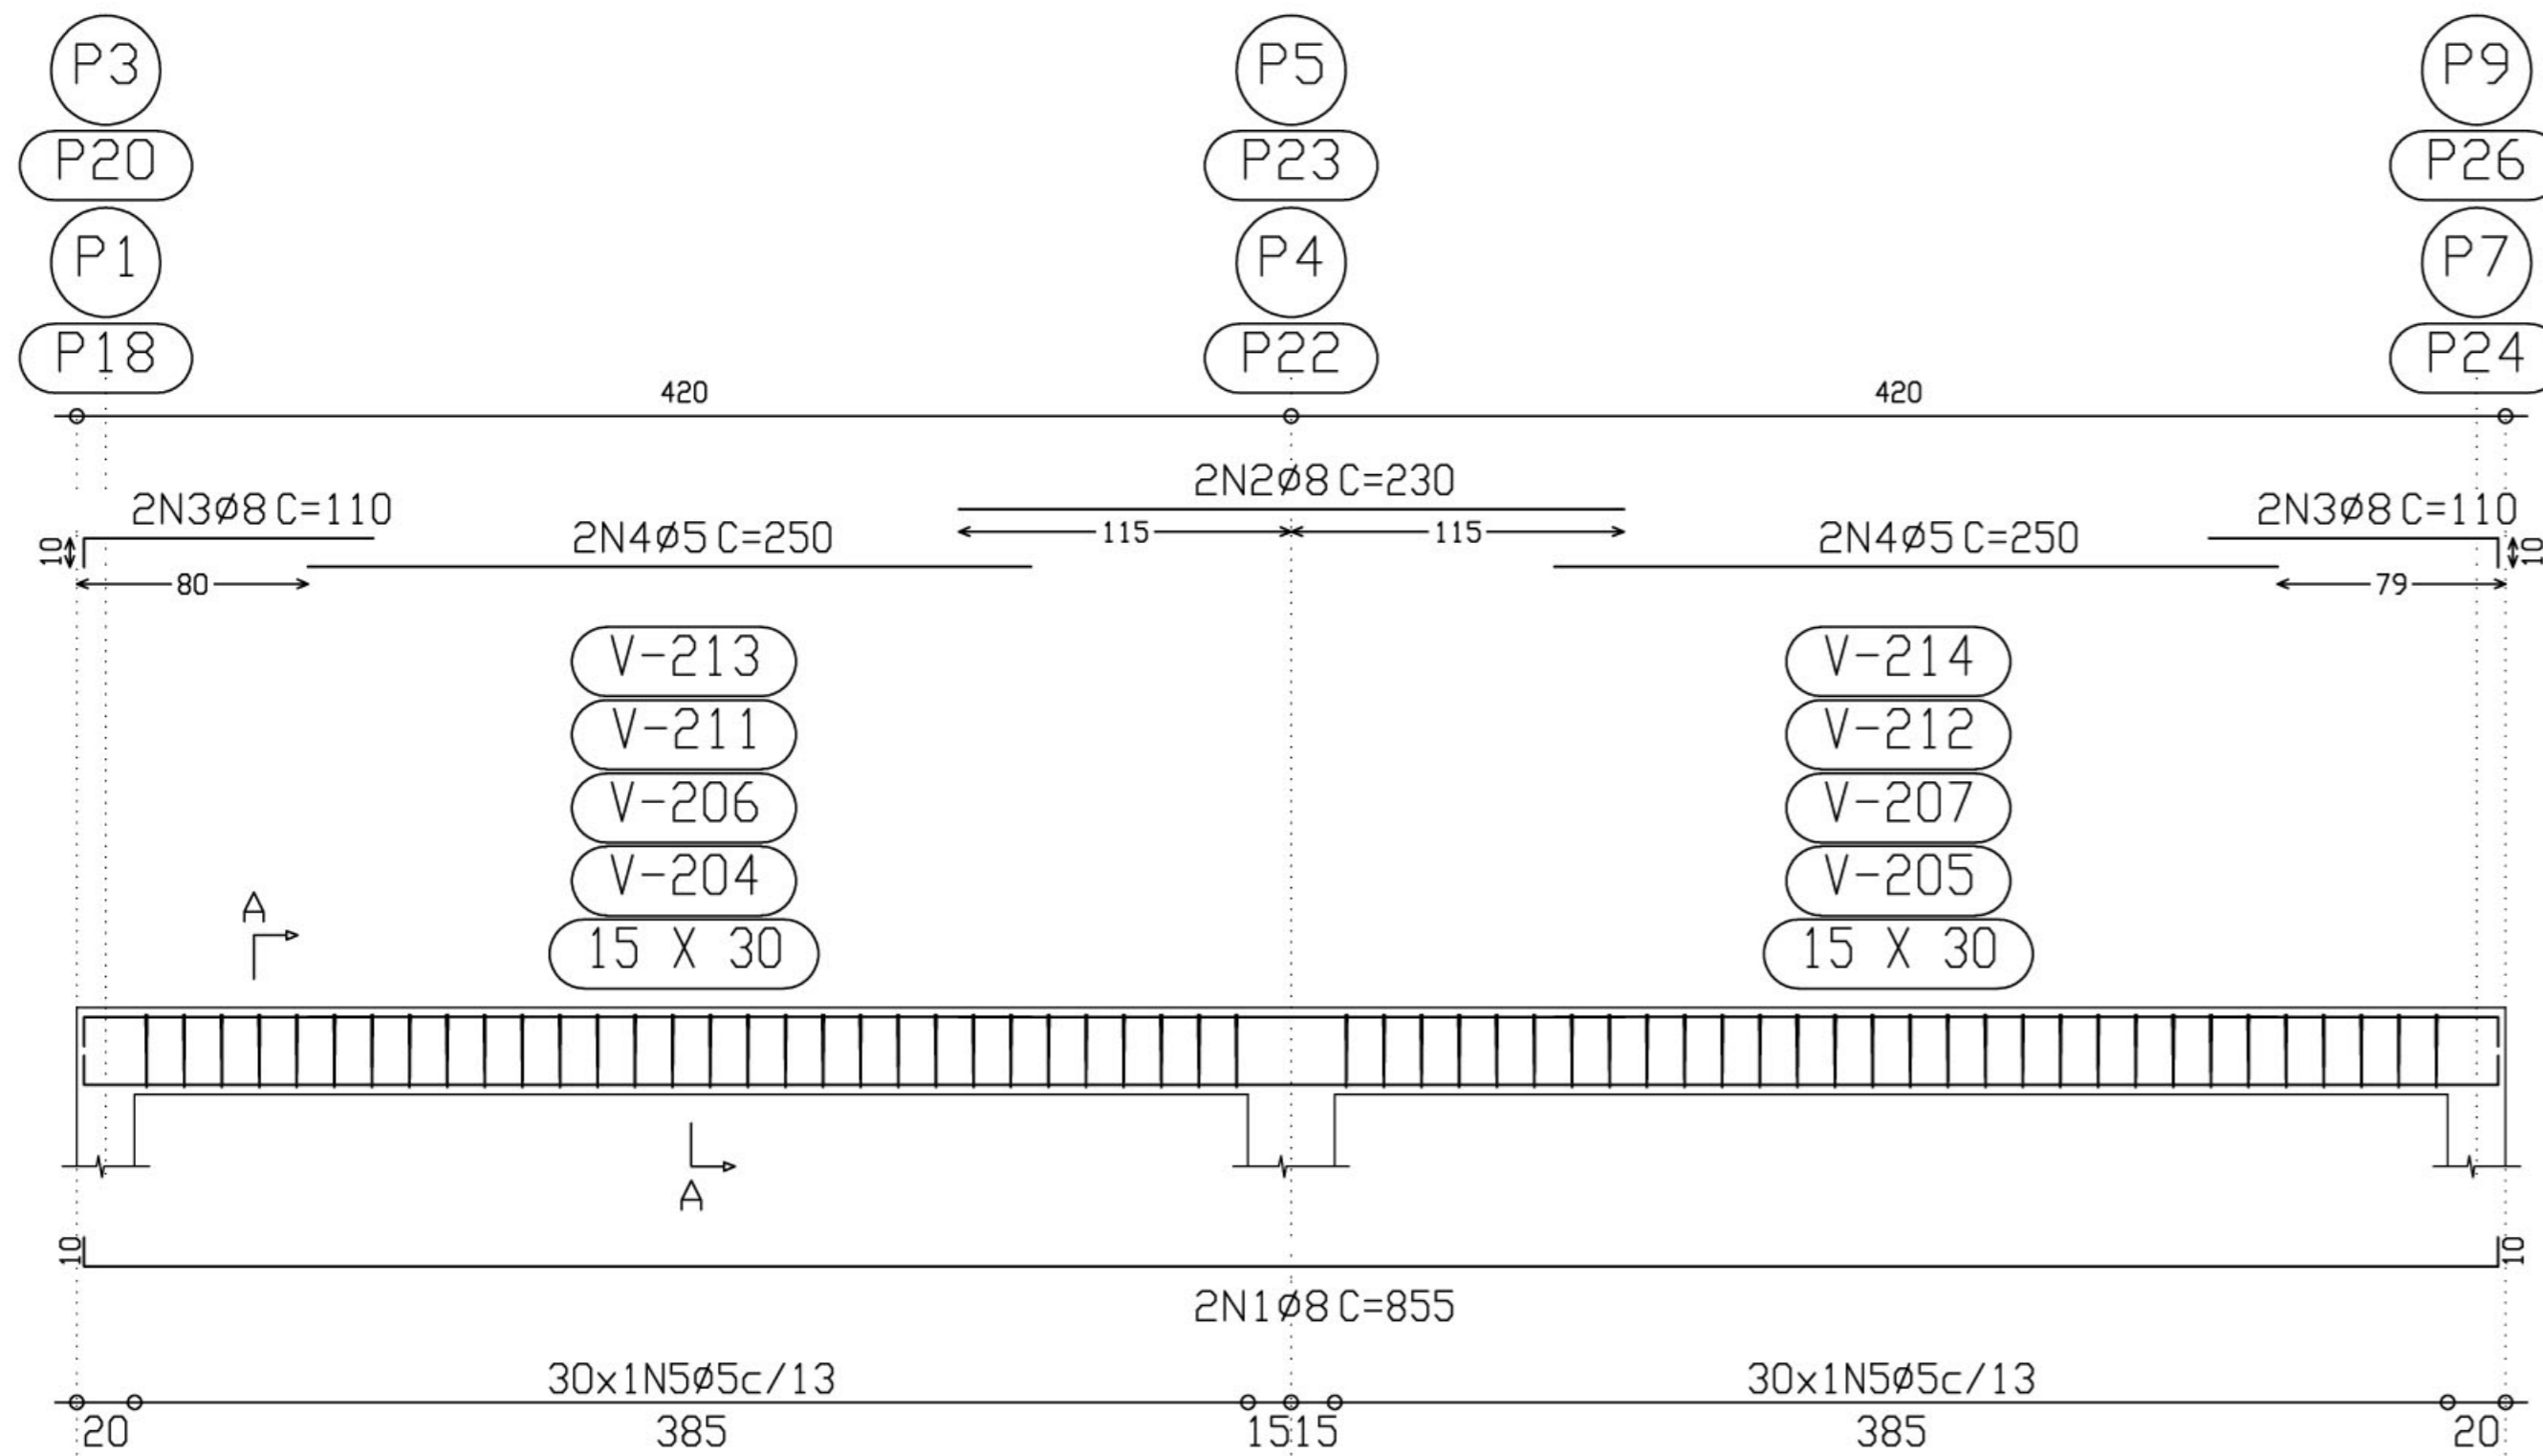 P3 P5 P9
P20 P23 P26
P1 P4 P7
P18 P22 P24
420 420
2N2ø8 C=230
2N3ø8 C=110 2N3ø8 C=110
115 115
2N4ø5 C=250 2N4ø5 C=250
10 10
80 79
V-213 V-214
V-211 V-212
V-206 V-207
V-204 V-205
A
15 X 30 15 X 30
A
10 10
2N1ø8 C=855
30x1N5ø5c/13 30x1N5ø5c/13
20 385 15 15 385 20